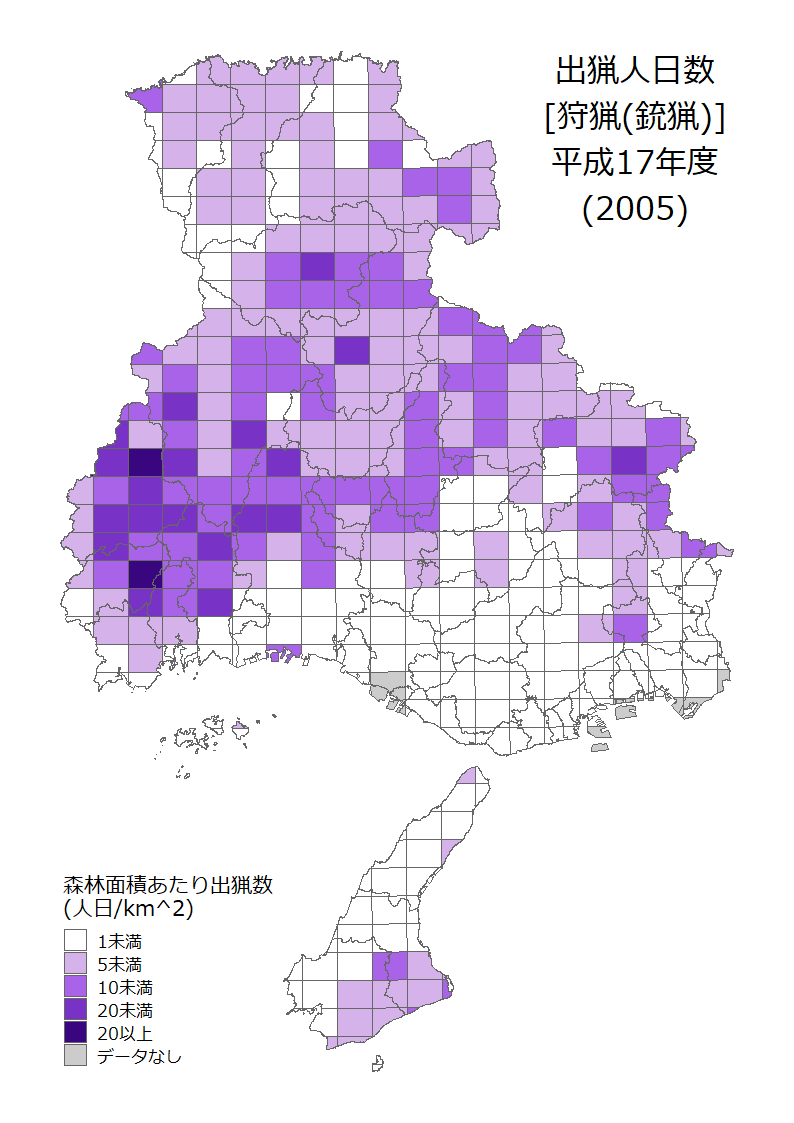 出猟人日数
[狩猟(銃猟)]
平成17年度
(2005)
森林面積あたり出猟数
(人日/km^2)
1未満
5未満
10未満
20未満
20以上
データなし